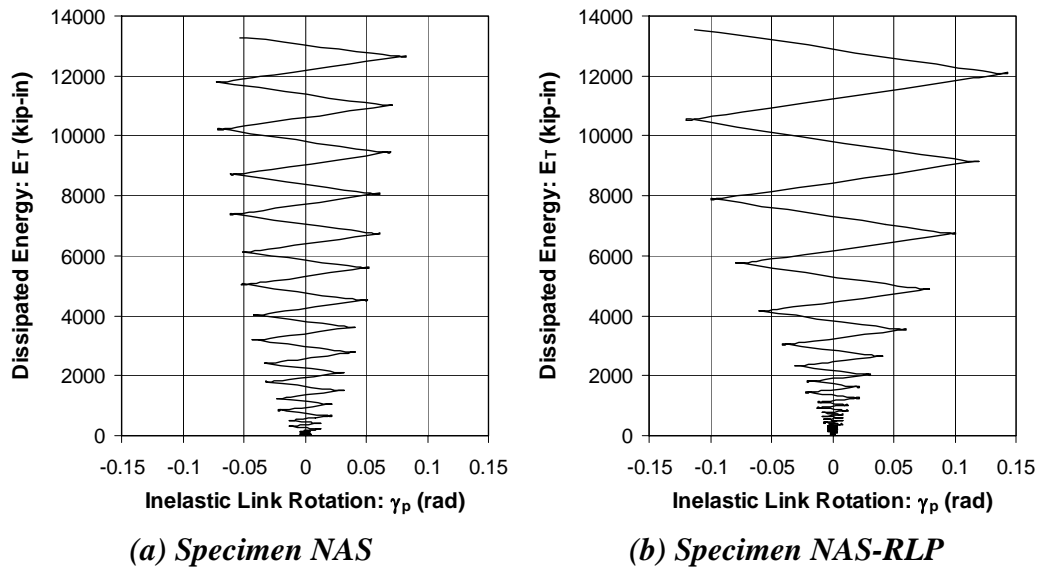 14000
12000
10000
8000
6000
4000
2000
0
Dissipated Energy: ET (kip-in)
-0.15 -0.1 -0.05 0 0.05 0.1 0.15
Inelastic Link Rotation: γp (rad)
(a) Specimen NAS
14000
12000
10000
8000
6000
4000
2000
0
Dissipated Energy: ET (kip-in)
-0.15 -0.1 -0.05 0 0.05 0.1 0.15
Inelastic Link Rotation: γp (rad)
(b) Specimen NAS-RLP